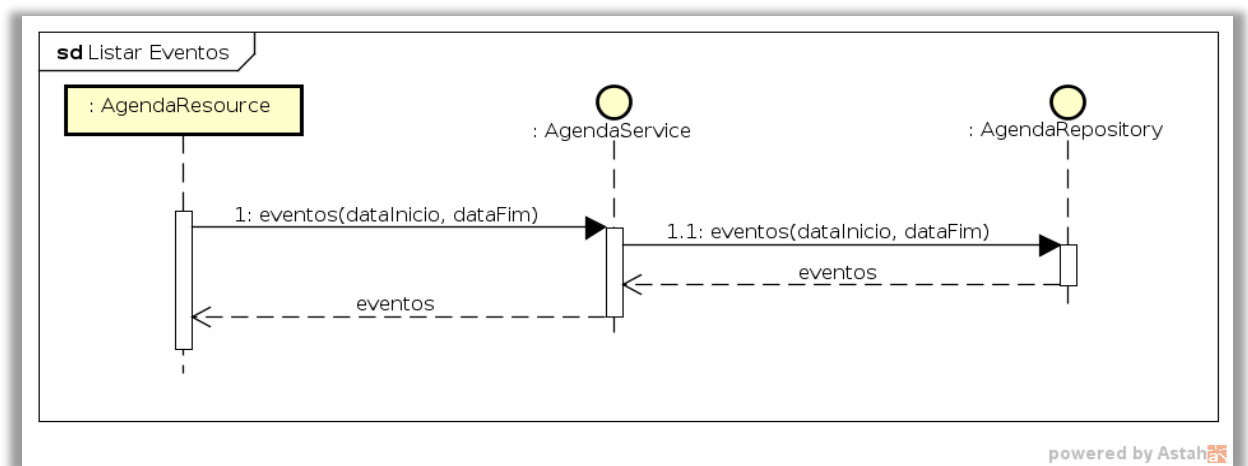 sd Listar Eventos
: AgendaResource
: AgendaService
: AgendaRepository
1: eventos(dataInicio, dataFim)
1.1: eventos(dataInicio, dataFim)
eventos
eventos
powered by Astah